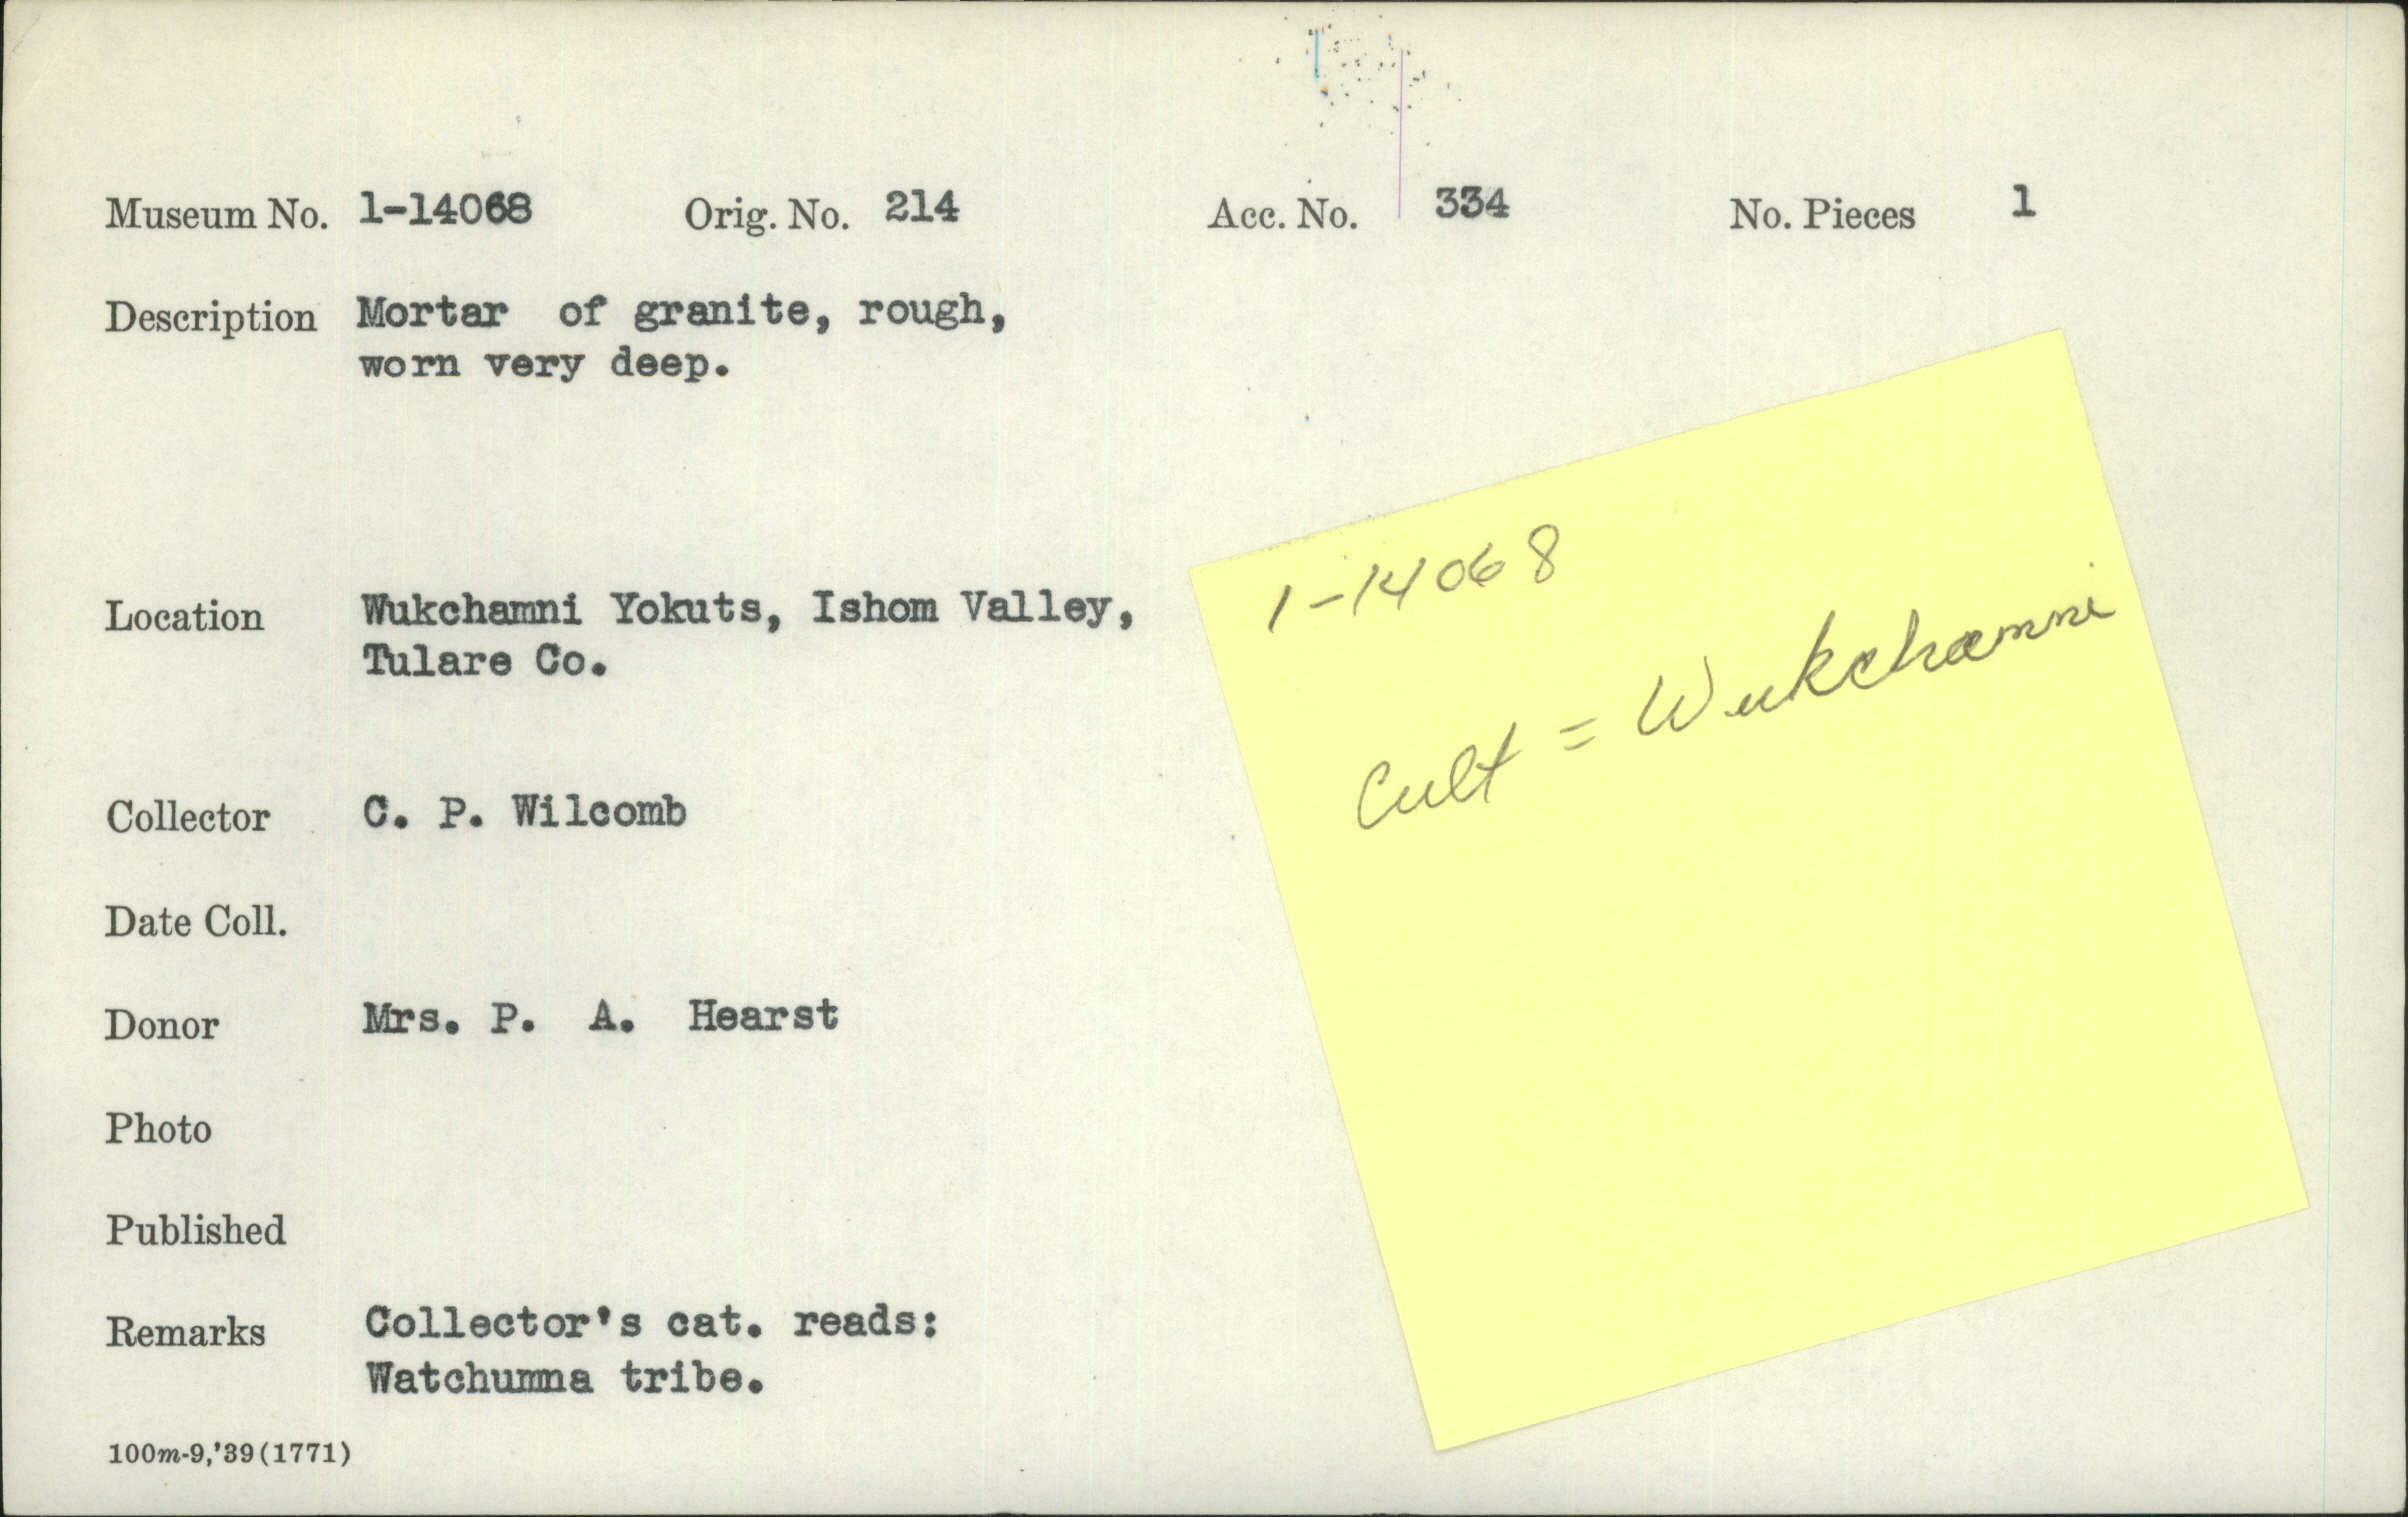 Museum No. 1-14068 Orig. No. 214 Acc. No. 334 No. Pieces 1
Description Mortar of granite, rough,
worn very deep.
Location Wukchamni Yokuts, Ishom Valley,
Tulare Co.
Collector C. P. Wilcomb
Date Coll.
Donor Mrs. P. A. Hearst
Photo
Published
Remarks Collector's cat. reads:
Watchumna tribe.
100m-9,'39(1771)
1-14068
Cult = Wukchamni